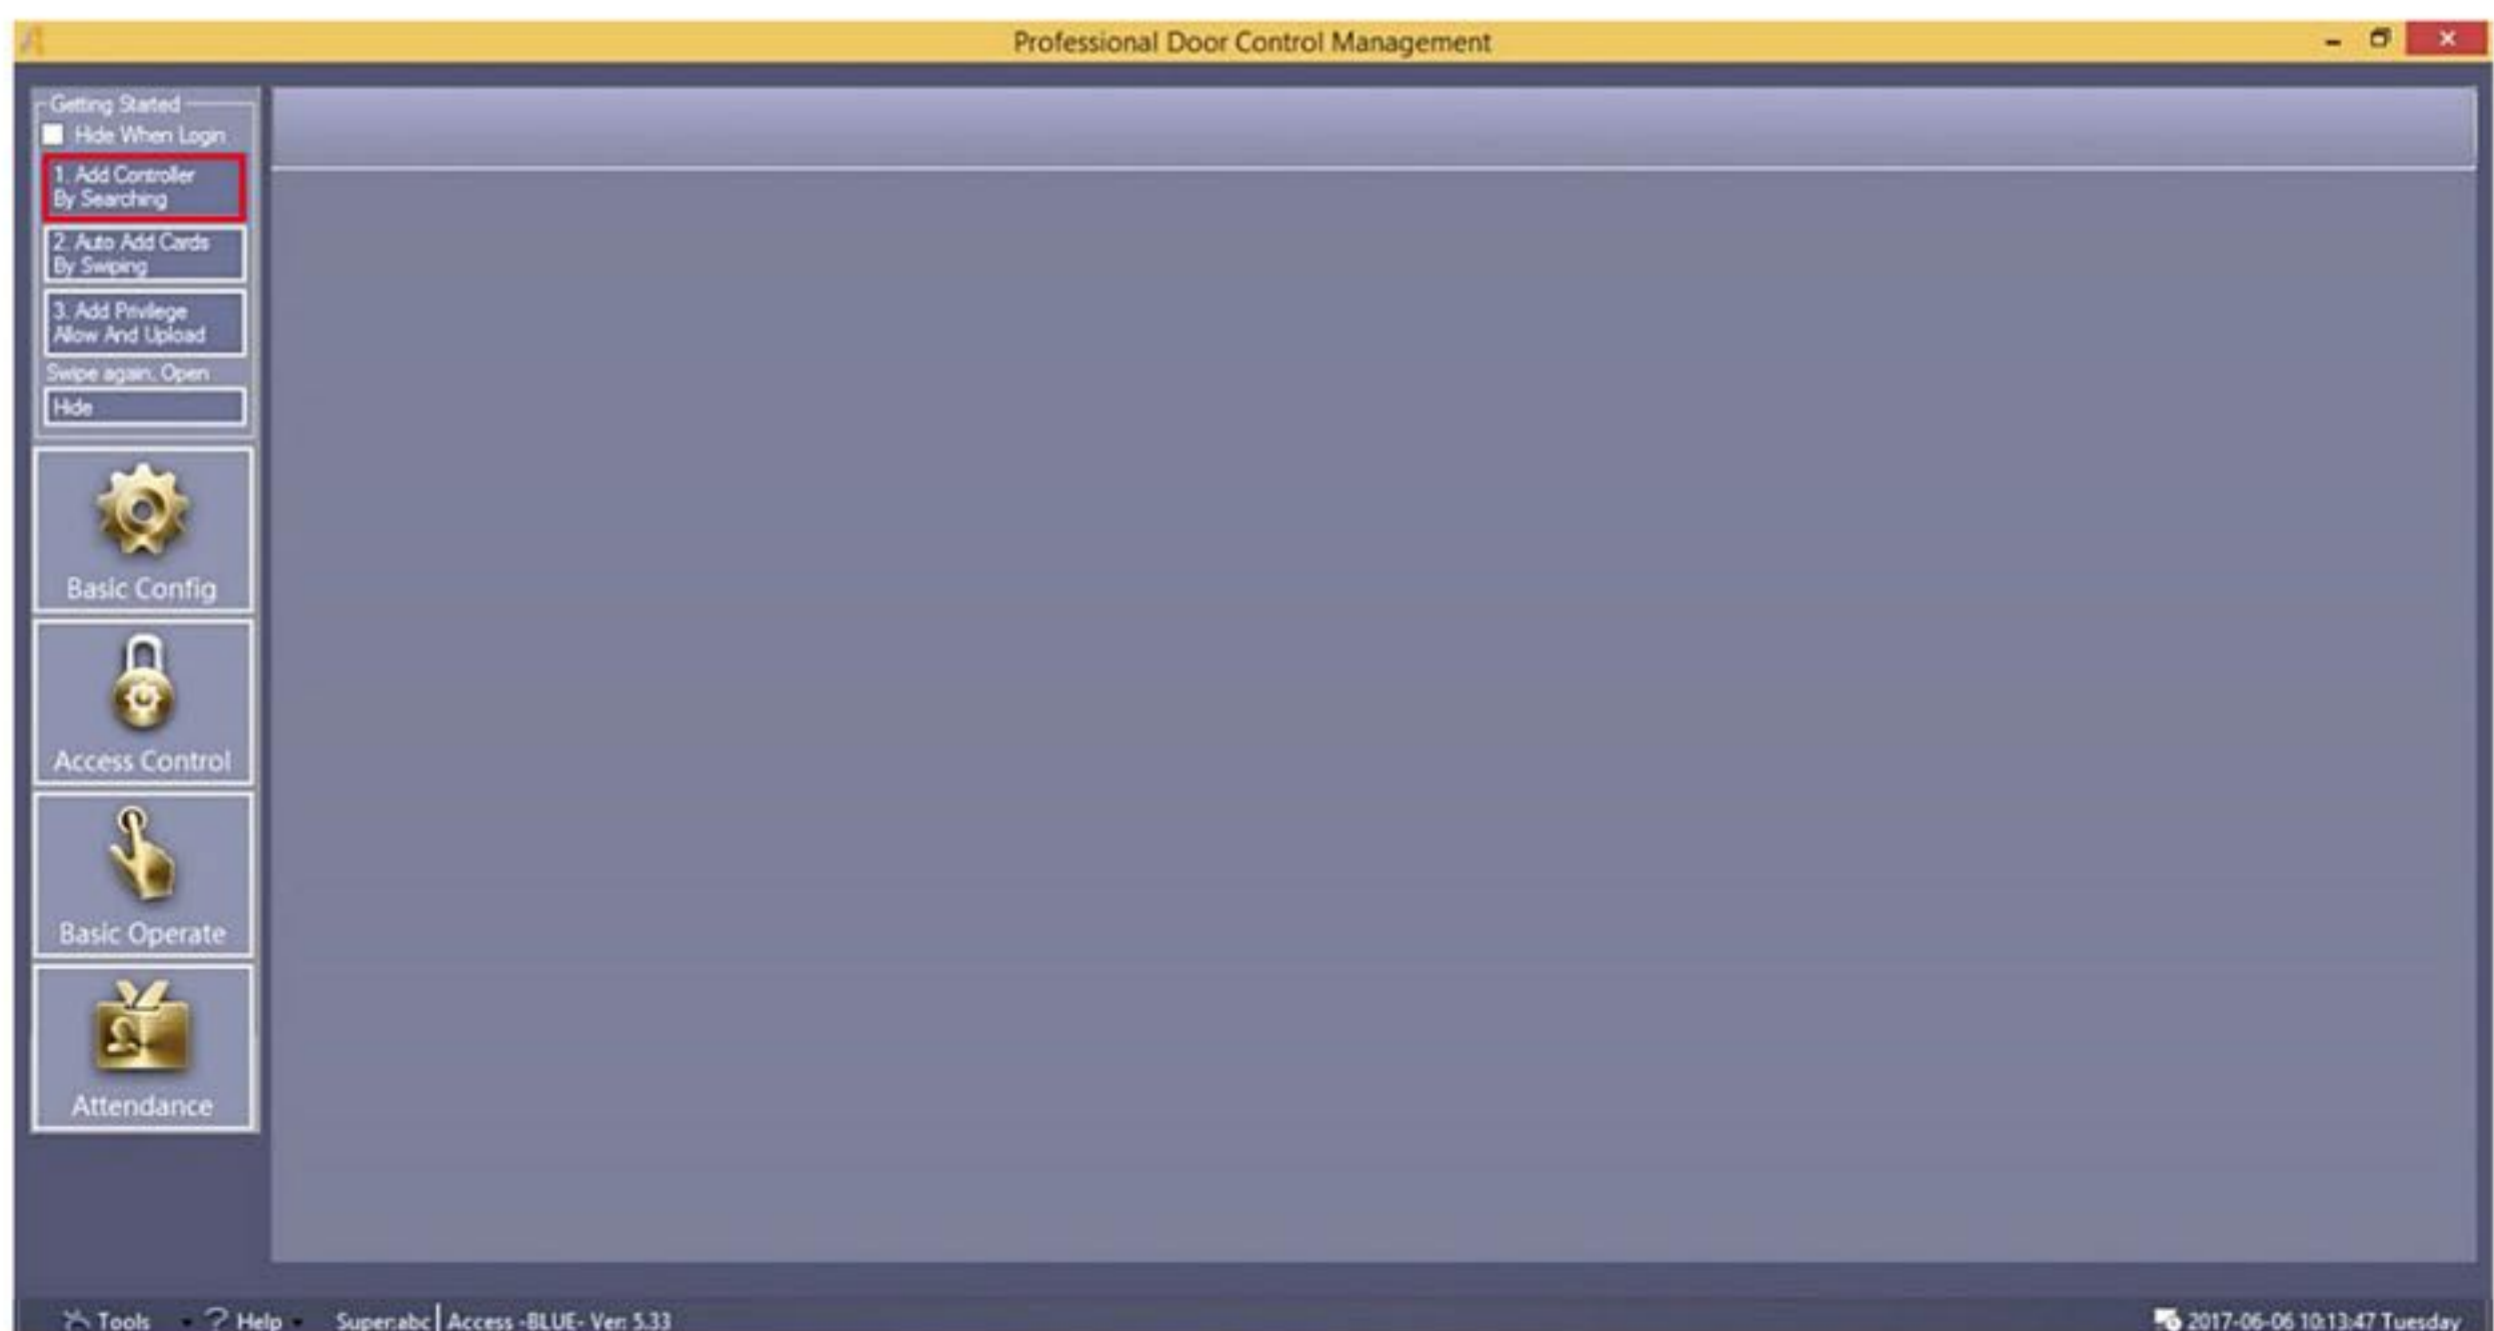 Professional Door Control Management
Getting Started
Hide When Login
1. Add Controller
By Searching
2. Auto Add Cards
By Swiping
3. Add Privilege
Allow And Upload
Swipe again, Open
Hide
Basic Config
Access Control
Basic Operate
Attendance
Tools ? Help Super:abc Access -BLUE- Ver: 5.33 2017-06-06 10:13:47 Tuesday